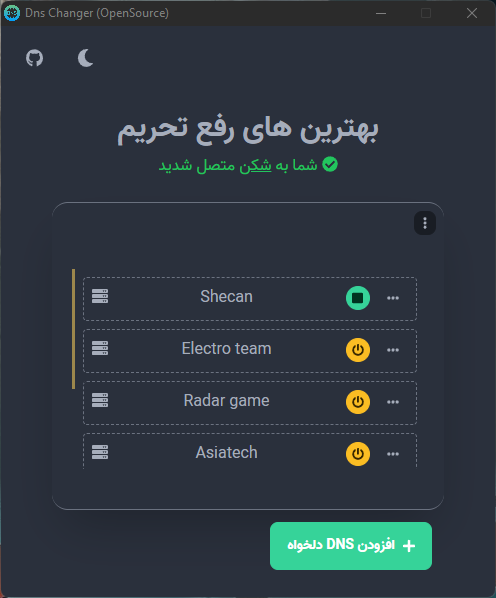 Dns Changer (OpenSource)
بهترین های رفع تحریم
شما به شکن متصل شدید
Shecan
Electro team
Radar game
Asiatech
افزودن DNS دلخواه